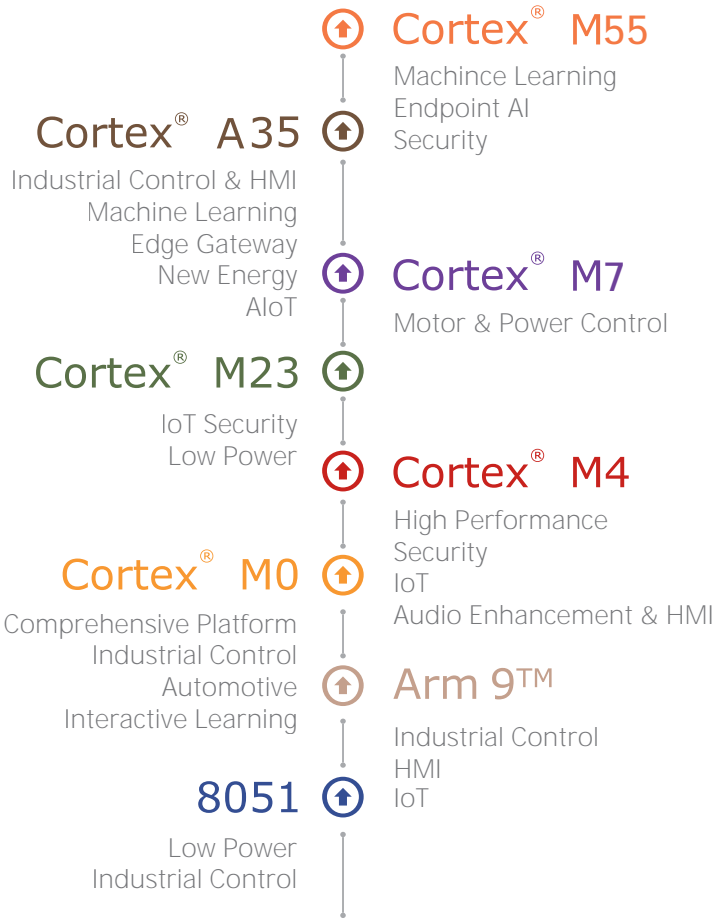 Cortex® M55
Machince Learning
Endpoint AI
Security
Cortex® A35
Industrial Control & HMI
Machine Learning
Edge Gateway
New Energy
AIoT
Cortex® M7
Motor & Power Control
Cortex® M23
IoT Security
Low Power
Cortex® M4
High Performance
Security
IoT
Audio Enhancement & HMI
Cortex® M0
Comprehensive Platform
Industrial Control
Automotive
Interactive Learning
Arm 9™
Industrial Control
HMI
IoT
8051
Low Power
Industrial Control